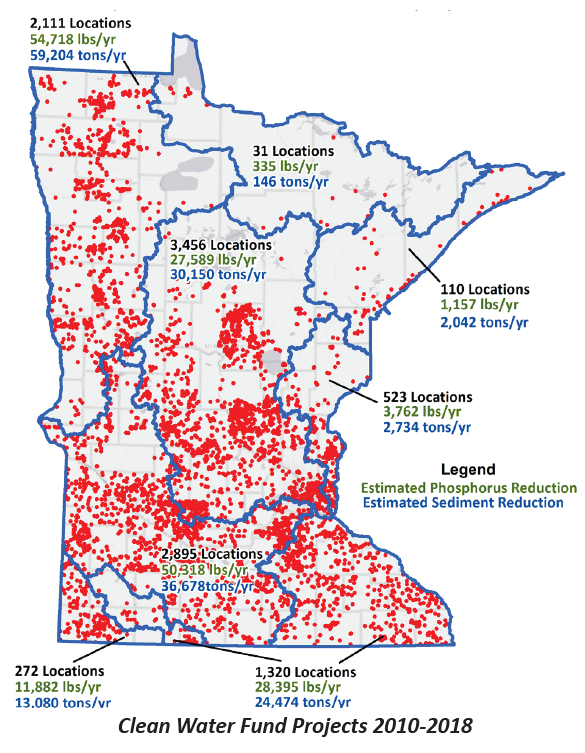 2,111 Locations
54,718 lbs/yr
59,204 tons/yr
31 Locations
335 lbs/yr
146 tons/yr
3,456 Locations
27,589 lbs/yr
30,150 tons/yr
110 Locations
1,157 lbs/yr
2,042 tons/yr
523 Locations
3,762 lbs/yr
2,734 tons/yr
Legend
Estimated Phosphorus Reduction
Estimated Sediment Reduction
2,895 Locations
50,318 lbs/yr
36,678tons/yr
272 Locations
11,882 lbs/yr
13.080 tons/yr
1,320 Locations
28,395 lbs/yr
24,474 tons/yr
Clean Water Fund Projects 2010-2018